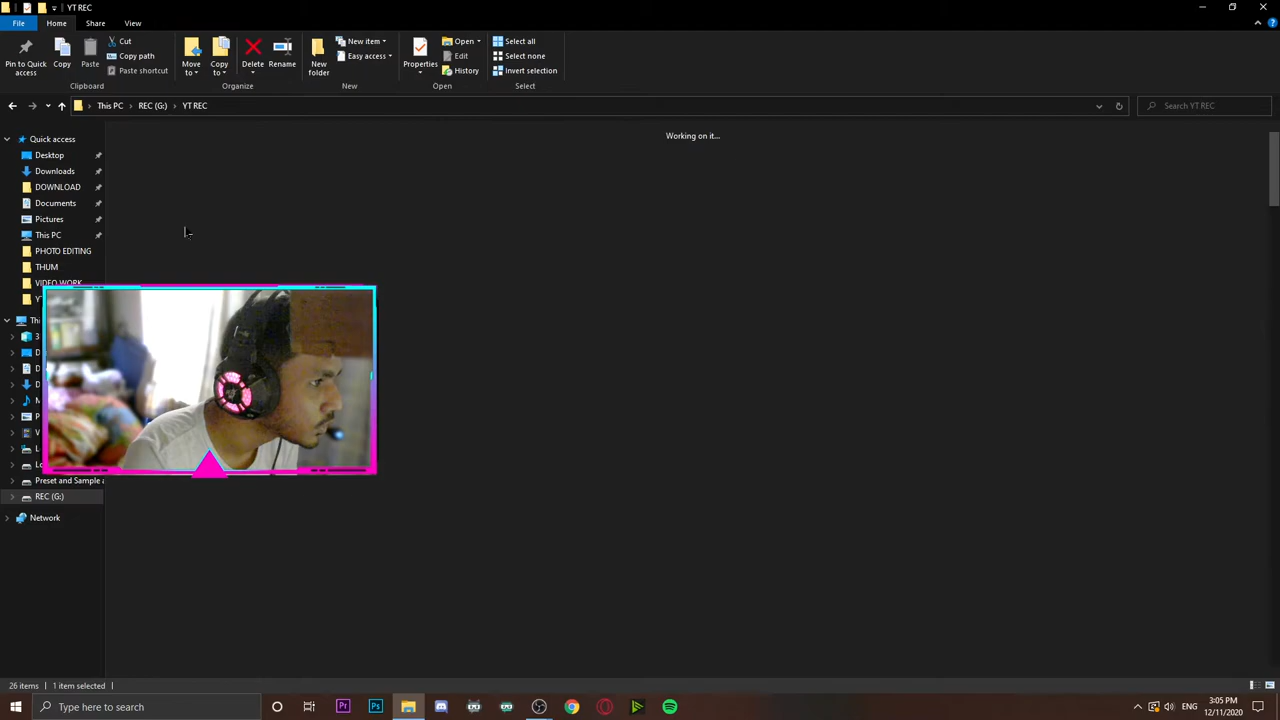 YT REC
File Home Share View
Pin to Quick access
Copy
Paste
Cut
Copy path
Paste shortcut
Clipboard
Move to
Copy to
Delete
Rename
Organize
New folder
New item
Easy access
New
Properties
Open
Edit
History
Open
Select all
Select none
Invert selection
Select
This PC REC (G:) YT REC
Search YT REC
Working on it...
Quick access
Desktop
Downloads
DOWNLOAD
Documents
Pictures
This PC
PHOTO EDITING
THUM
VIDEO WORK
REC (G:)
Preset and Sample a
Network
26 items 1 item selected
Type here to search
Pr Ps
3:05 PM
12/11/2020